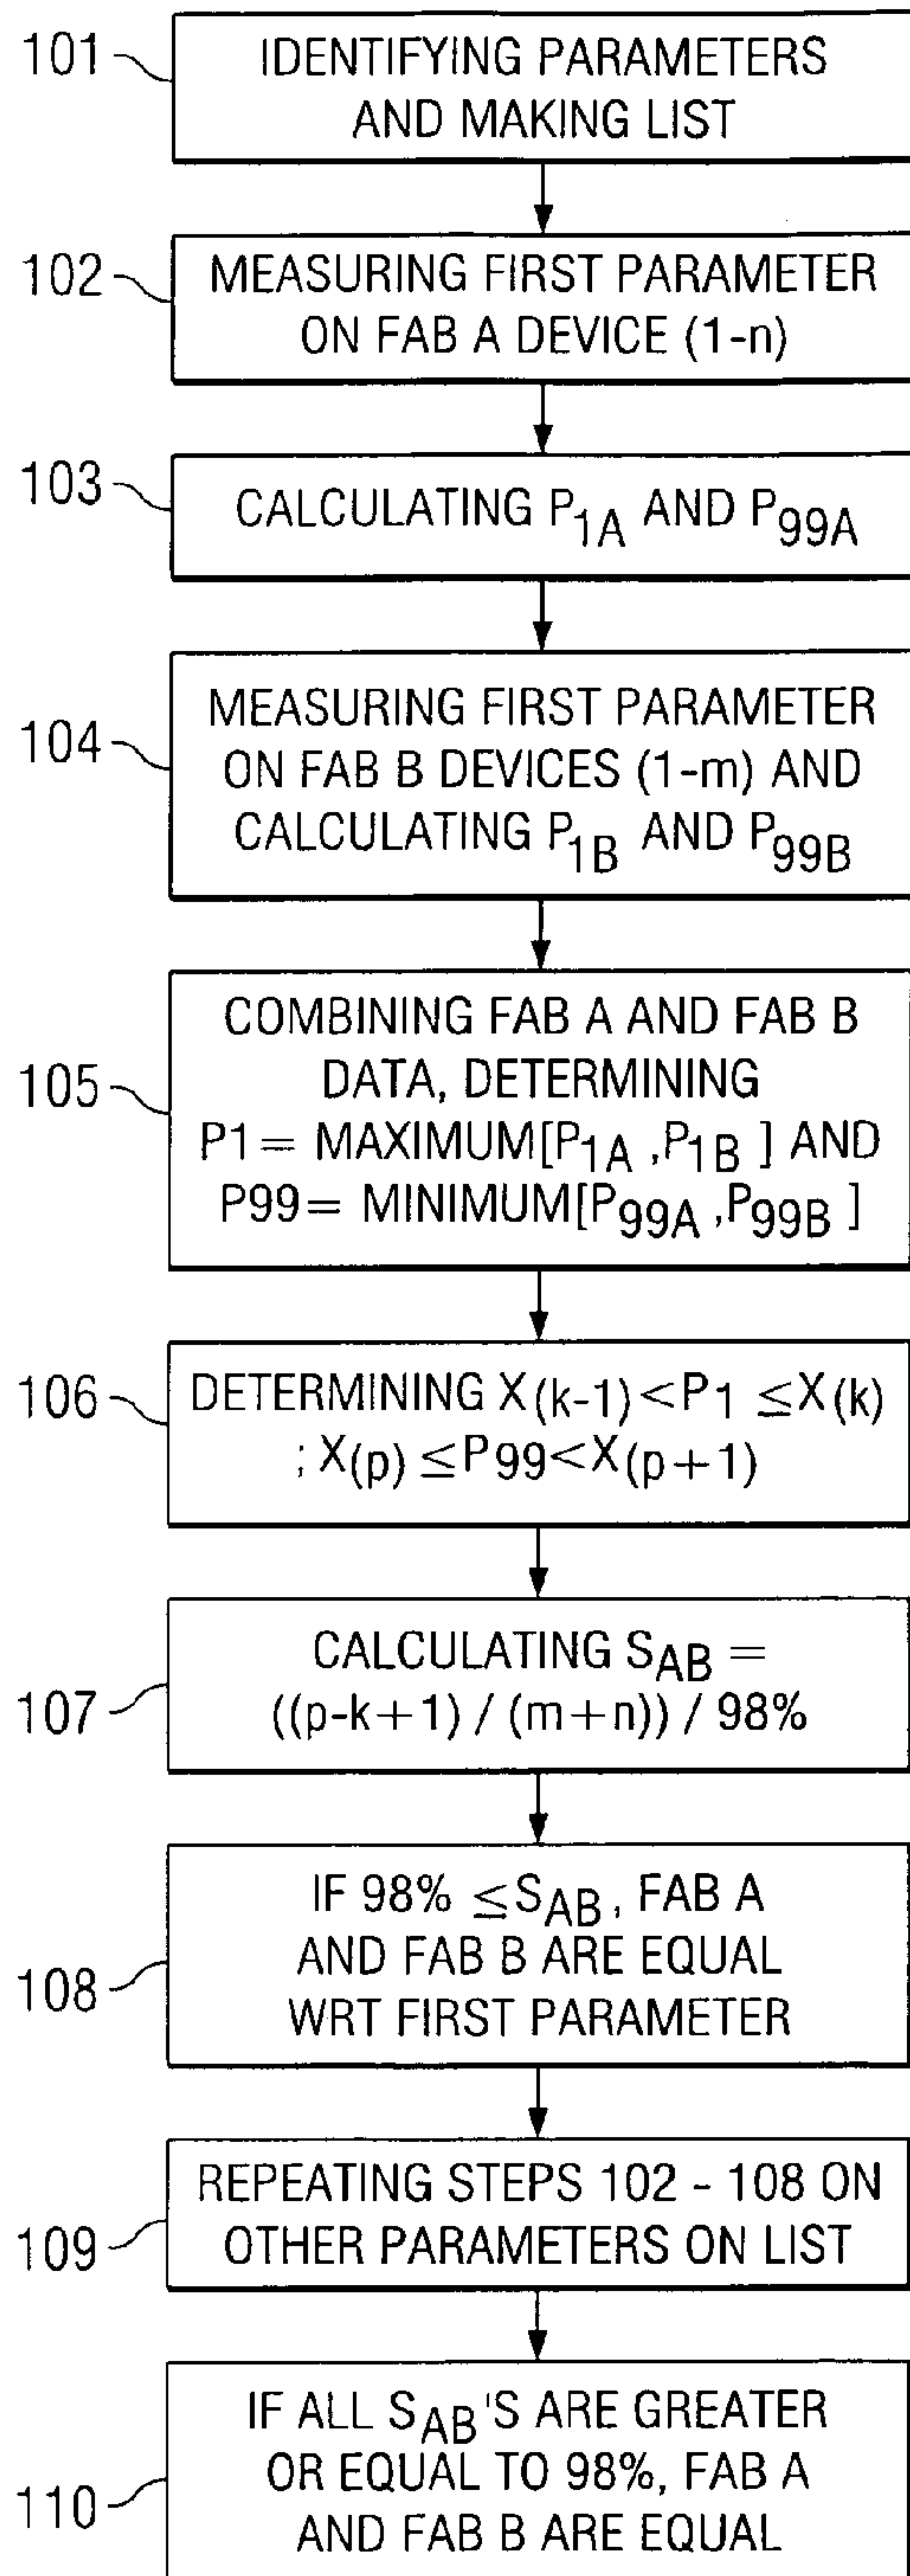 101
IDENTIFYING PARAMETERS
AND MAKING LIST
102
MEASURING FIRST PARAMETER
ON FAB A DEVICE (1-n)
103
CALCULATING P1A AND P99A
104
MEASURING FIRST PARAMETER
ON FAB B DEVICES (1-m) AND
CALCULATING P1B AND P99B
105
COMBINING FAB A AND FAB B
DATA, DETERMINING
P1= MAXIMUM[P1A ,P1B ] AND
P99= MINIMUM[P99A ,P99B ]
106
DETERMINING X(k-1)<P1 ≤X(k)
; X(p) ≤P99<X(p+1)
107
CALCULATING SAB =
((p-k+1) / (m+n)) / 98%
108
IF 98% ≤SAB, FAB A
AND FAB B ARE EQUAL
WRT FIRST PARAMETER
109
REPEATING STEPS 102 - 108 ON
OTHER PARAMETERS ON LIST
110
IF ALL SAB'S ARE GREATER
OR EQUAL TO 98%, FAB A
AND FAB B ARE EQUAL